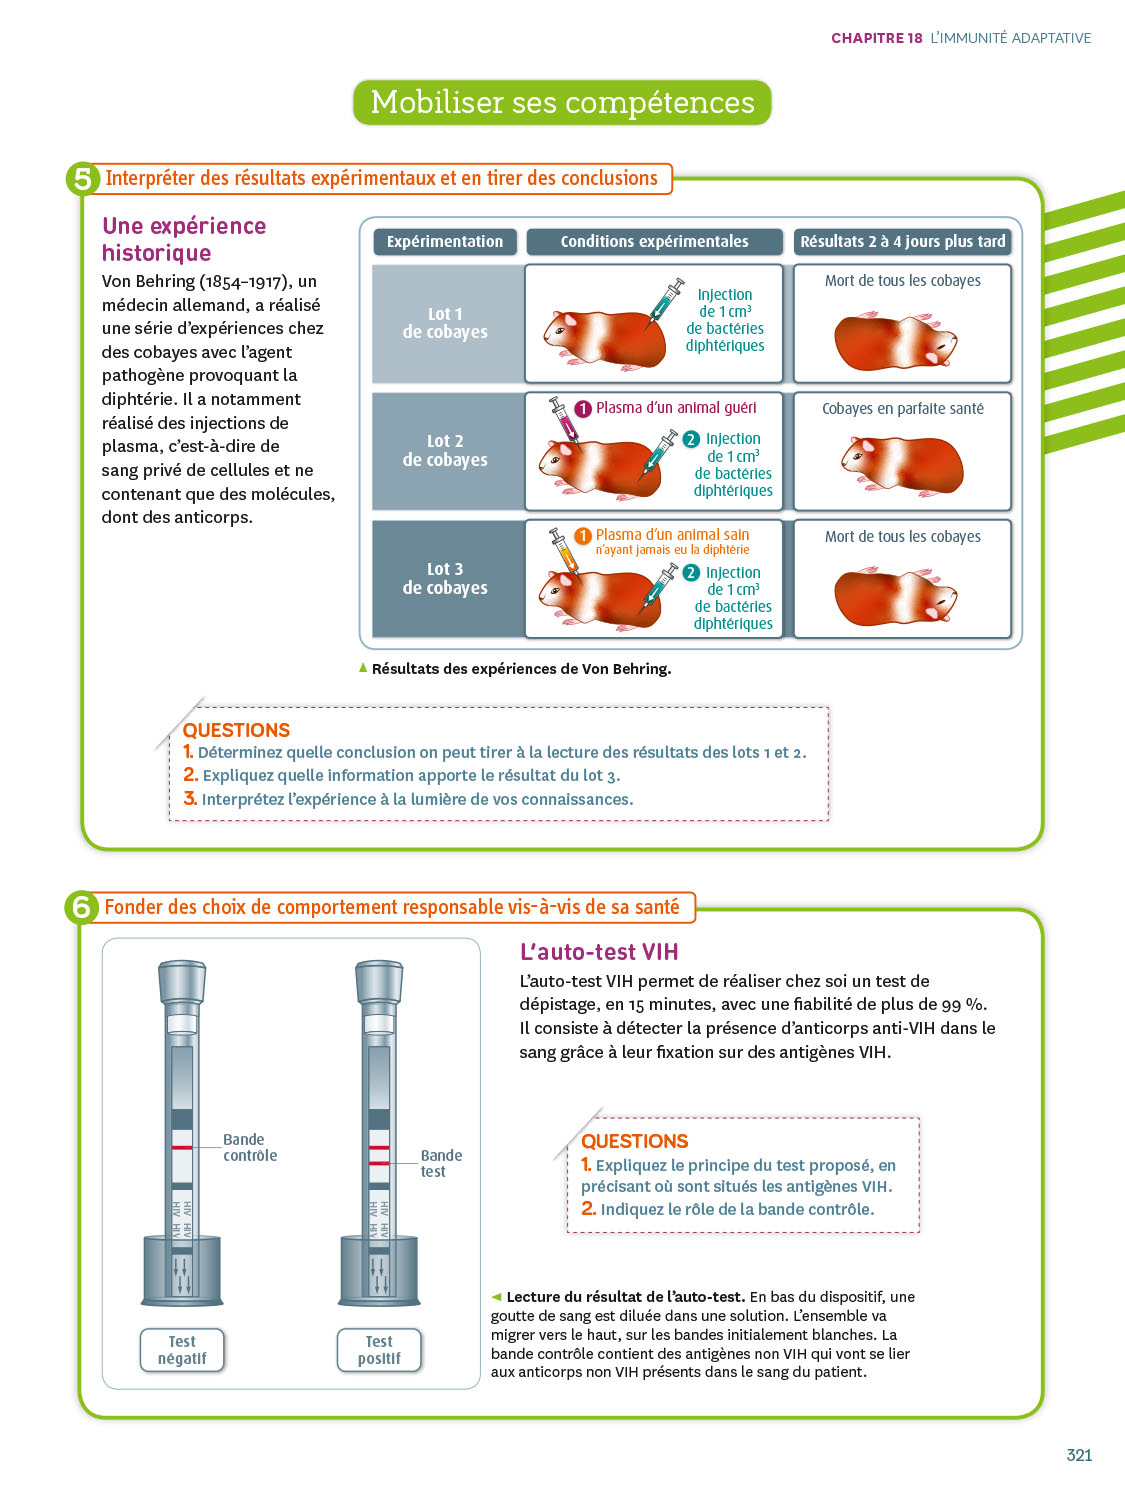 CHAPITRE 18 L'IMMUNITÉ ADAPTATIVE
Mobiliser ses compétences
5 Interpréter des résultats expérimentaux et en tirer des conclusions
Une expérience
historique
Von Behring (1854–1917), un
médecin allemand, a réalisé
une série d'expériences chez
des cobayes avec l'agent
pathogène provoquant la
diphtérie. Il a notamment
réalisé des injections de
plasma, c'est-à-dire de
sang privé de cellules et ne
contenant que des molécules,
dont des anticorps.
Expérimentation
Conditions expérimentales
Résultats 2 à 4 jours plus tard
Lot 1
de cobayes
Injection
de 1 cm³
de bactéries
diphtériques
Mort de tous les cobayes
Lot 2
de cobayes
1 Plasma d'un animal guéri
2 Injection
de 1 cm³
de bactéries
diphtériques
Cobayes en parfaite santé
Lot 3
de cobayes
1 Plasma d'un animal sain
n'ayant jamais eu la diphtérie
2 Injection
de 1 cm³
de bactéries
diphtériques
Mort de tous les cobayes
Résultats des expériences de Von Behring.
QUESTIONS
1. Déterminez quelle conclusion on peut tirer à la lecture des résultats des lots 1 et 2.
2. Expliquez quelle information apporte le résultat du lot 3.
3. Interprétez l'expérience à la lumière de vos connaissances.
6 Fonder des choix de comportement responsable vis-à-vis de sa santé
Bande
contrôle
Bande
test
HIV HIV
HIV HIV
HIV HIV
HIV HIV
Test
négatif
Test
positif
L'auto-test VIH
L'auto-test VIH permet de réaliser chez soi un test de
dépistage, en 15 minutes, avec une fiabilité de plus de 99 %.
Il consiste à détecter la présence d'anticorps anti-VIH dans le
sang grâce à leur fixation sur des antigènes VIH.
QUESTIONS
1. Expliquez le principe du test proposé, en
précisant où sont situés les antigènes VIH.
2. Indiquez le rôle de la bande contrôle.
Lecture du résultat de l'auto-test. En bas du dispositif, une
goutte de sang est diluée dans une solution. L'ensemble va
migrer vers le haut, sur les bandes initialement blanches. La
bande contrôle contient des antigènes non VIH qui vont se lier
aux anticorps non VIH présents dans le sang du patient.
321